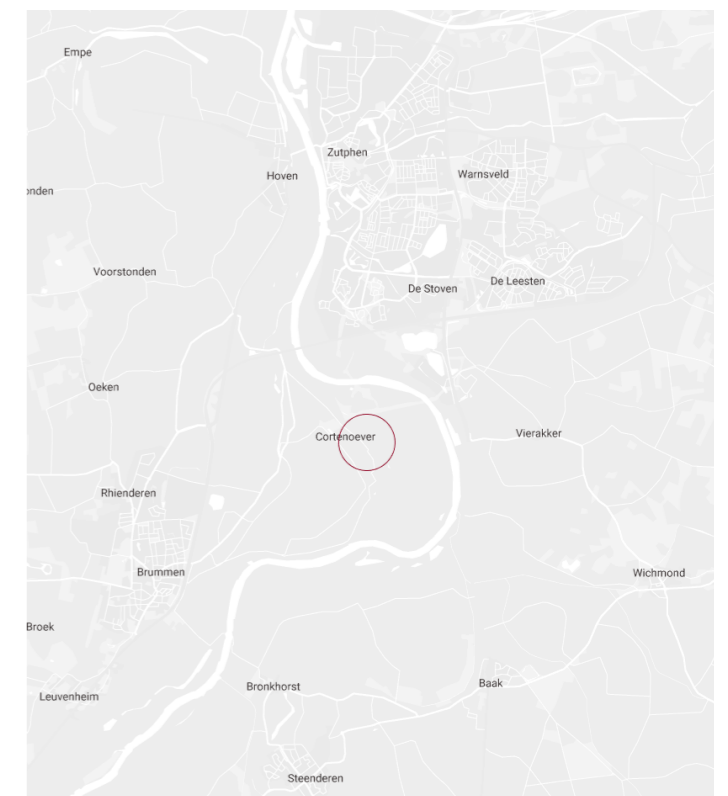 Empe
Zutphen
Hoven
Warnsveld
onden
Voorstonden
De Leesten
De Stoven
Oeken
Cortenoever
Vierakker
Rhienderen
Brummen
Wichmond
Broek
Baak
Bronkhorst
Leuvenheim
Steenderen